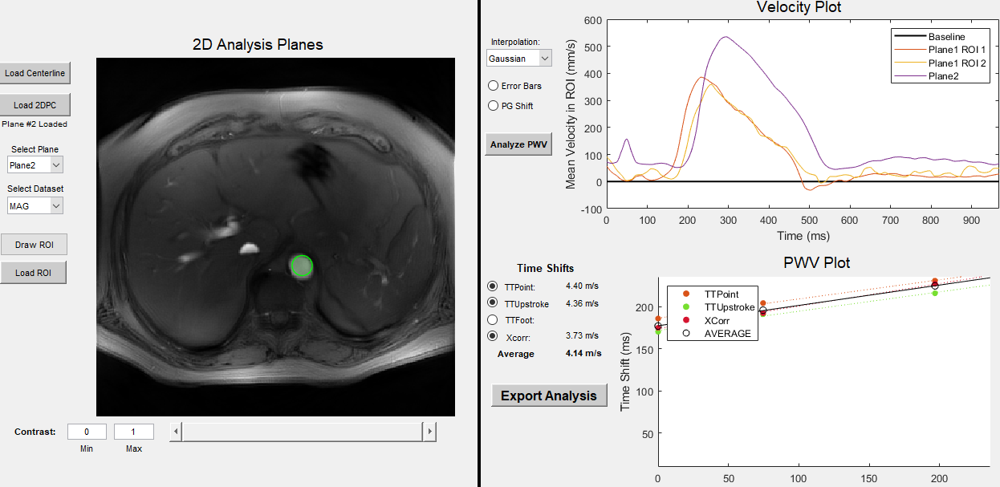 2D Analysis Planes
Load Centerline
Load 2DPC
Plane #2 Loaded
Select Plane
Plane2
Select Dataset
MAG
Draw ROI
Load ROI
Contrast:
0
1
Min
Max
Velocity Plot
Interpolation:
Gaussian
Error Bars
PG Shift
Analyze PWV
Mean Velocity in ROI (mm/s)
600
500
400
300
200
100
0
-100
Baseline
Plane1 ROI 1
Plane1 ROI 2
Plane2
0 100 200 300 400 500 600 700 800 900
Time (ms)
Time Shifts
TTPoint: 4.40 m/s
TTUpstroke 4.36 m/s
TTFoot:
Xcorr: 3.73 m/s
Average 4.14 m/s
Export Analysis
PWV Plot
Time Shift (ms)
200
150
100
50
TTPoint
TTUpstroke
XCorr
AVERAGE
0 50 100 150 200